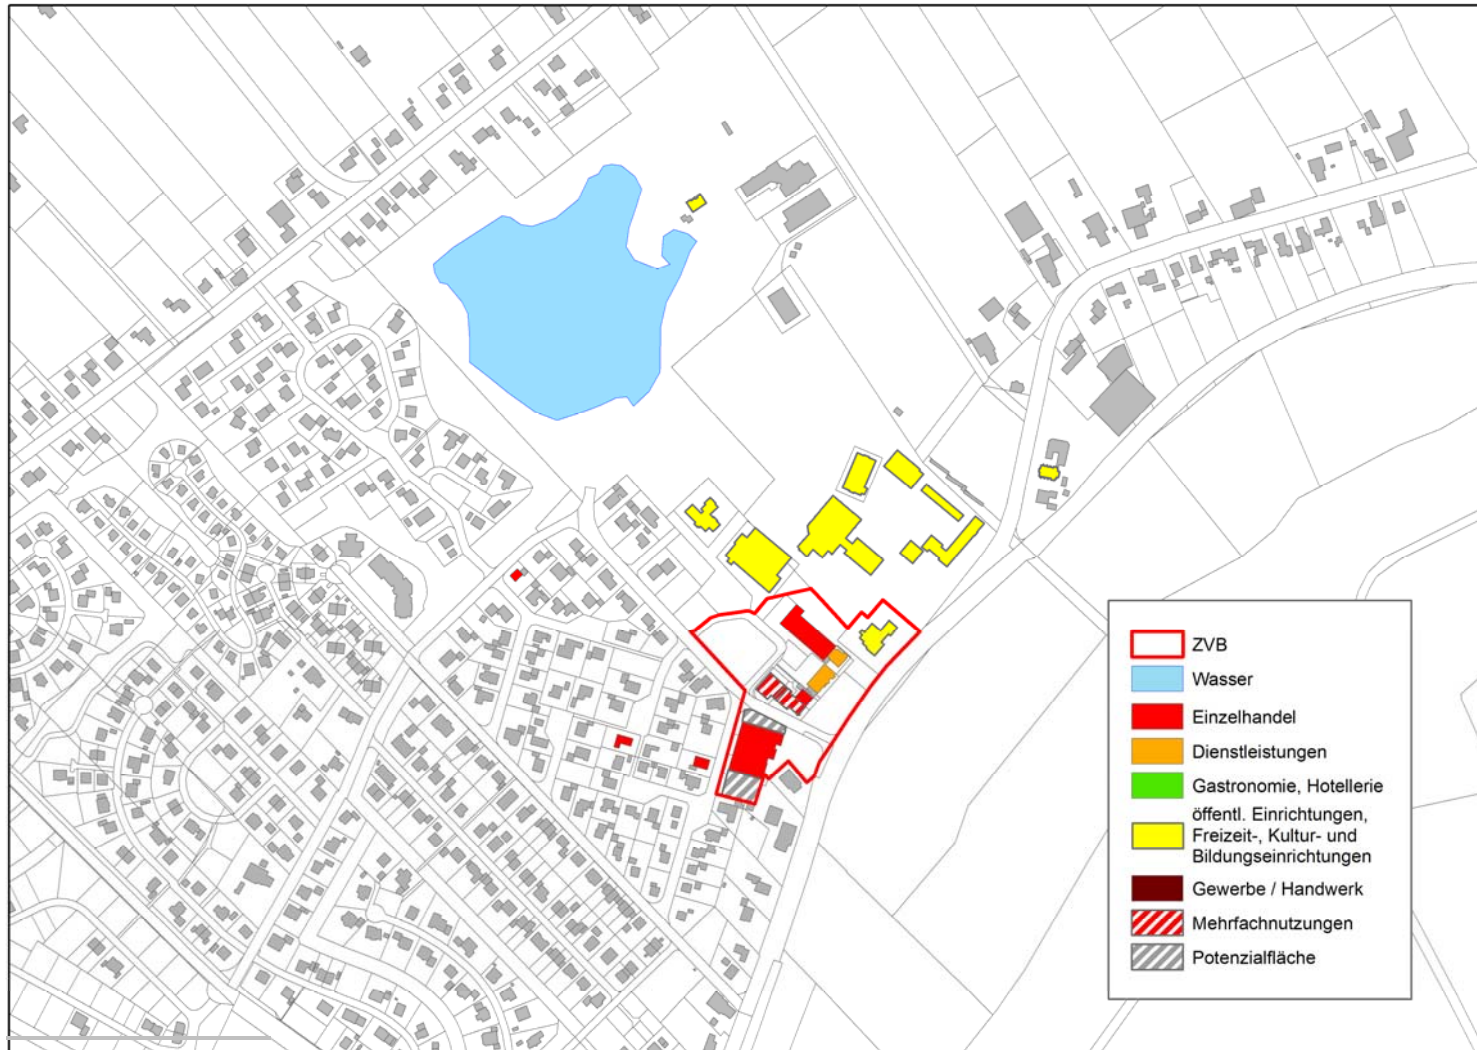 ZVB
Wasser
Einzelhandel
Dienstleistungen
Gastronomie, Hotellerie
öffentl. Einrichtungen,
Freizeit-, Kultur- und
Bildungseinrichtungen
Gewerbe / Handwerk
Mehrfachnutzungen
Potenzialfläche